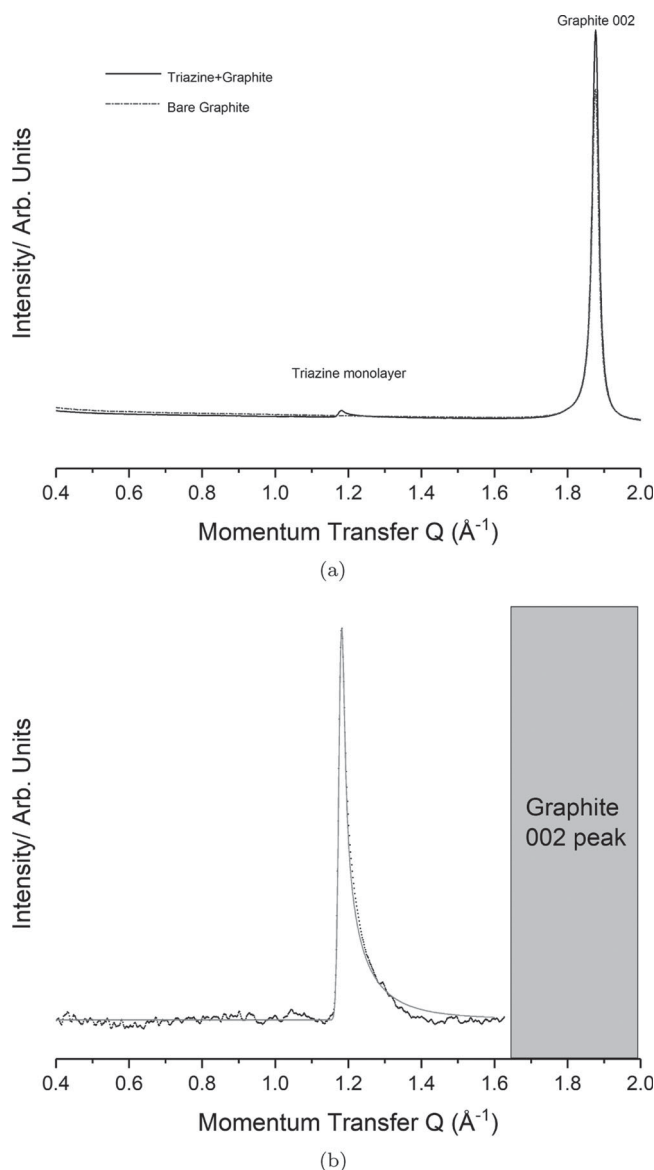 Graphite 002
Triazine+Graphite
Bare Graphite
Intensity/ Arb. Units
Triazine monolayer
0.4 0.6 0.8 1.0 1.2 1.4 1.6 1.8 2.0
Momentum Transfer Q (Å⁻¹)
(a)
Intensity/ Arb. Units
Graphite
002 peak
0.4 0.6 0.8 1.0 1.2 1.4 1.6 1.8 2.0
Momentum Transfer Q (Å⁻¹)
(b)